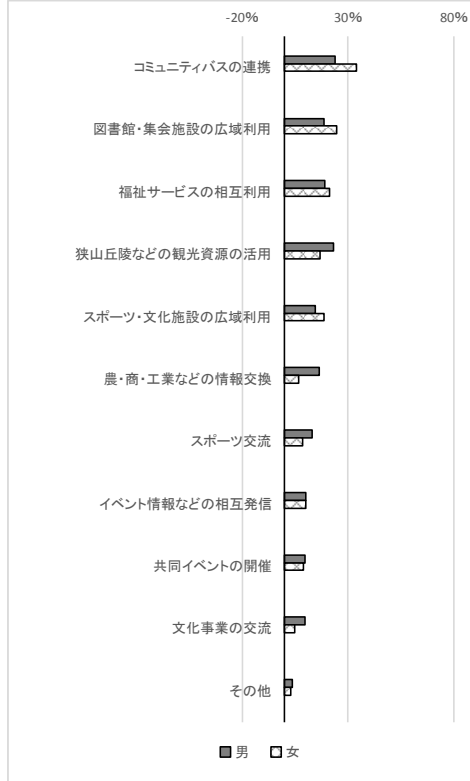 -20% 30% 80%
コミュニティバスの連携
図書館・集会施設の広域利用
福祉サービスの相互利用
狭山丘陵などの観光資源の活用
スポーツ・文化施設の広域利用
農・商・工業などの情報交換
スポーツ交流
イベント情報などの相互発信
共同イベントの開催
文化事業の交流
その他
男 女